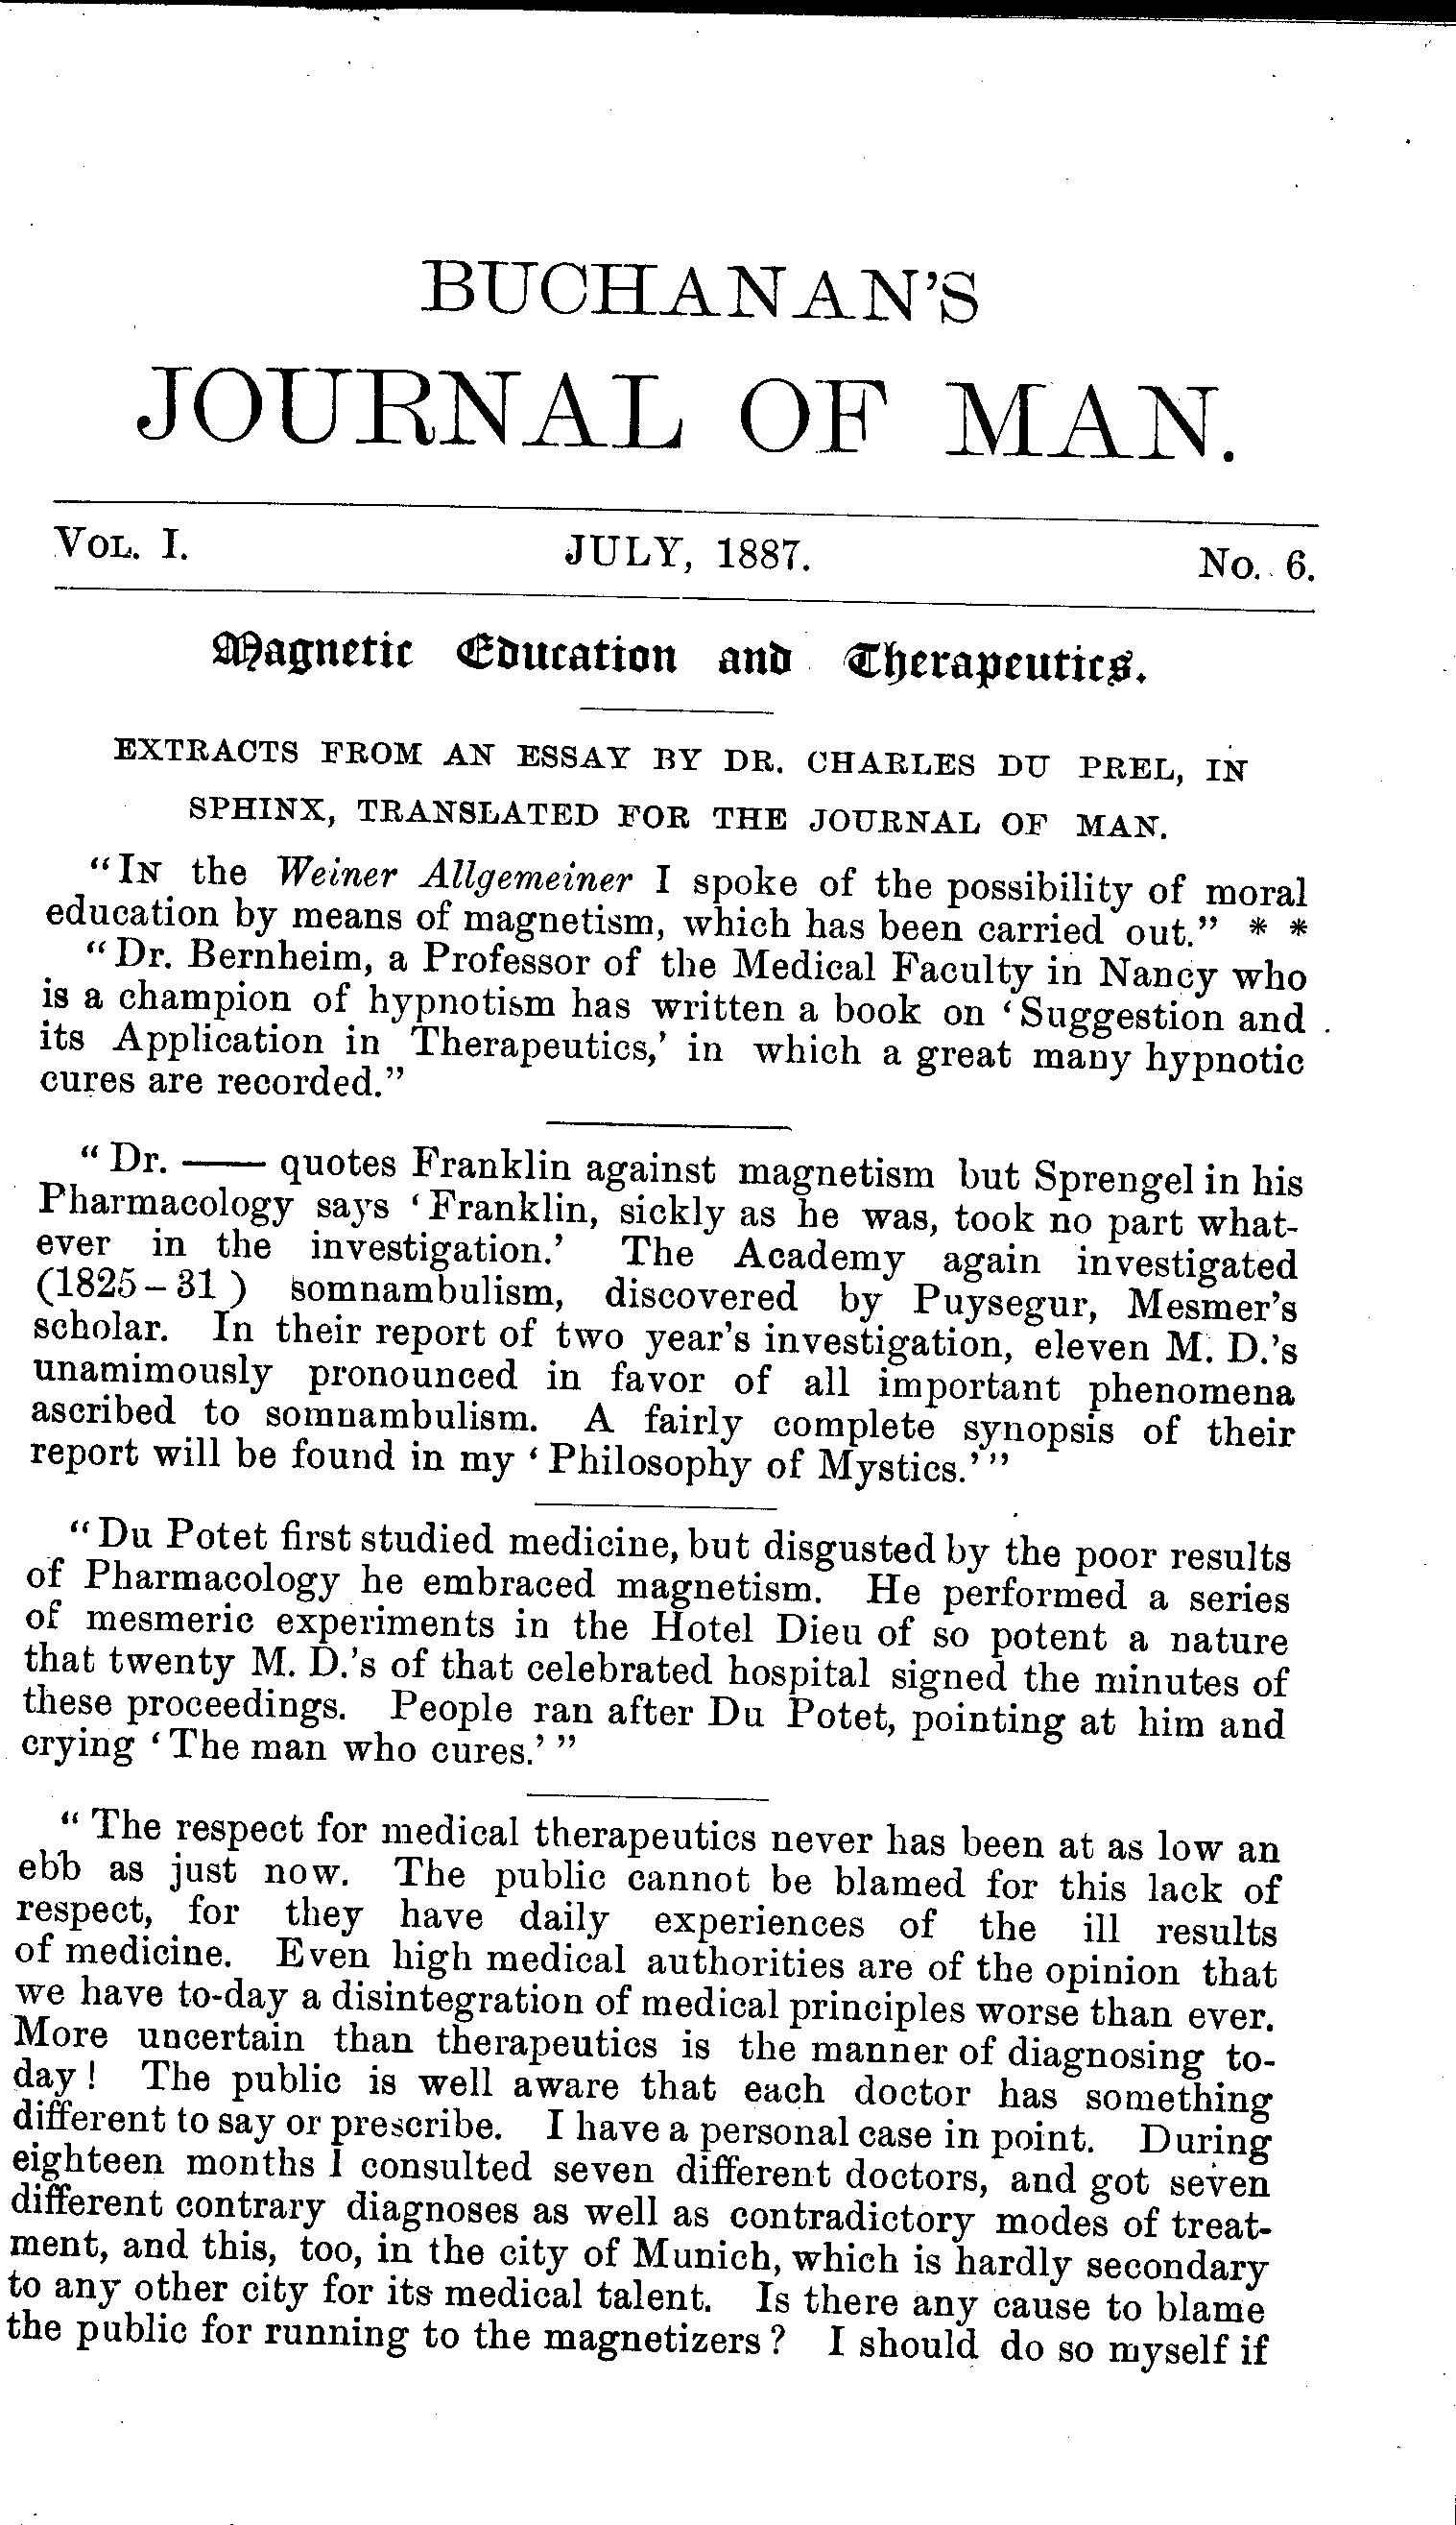 BUCHANAN'S
JOURNAL OF MAN.
VOL. I. JULY, 1887. No. 6.
Magnetic Education and Therapeutics.
EXTRACTS FROM AN ESSAY BY DR. CHARLES DU PREL, IN
SPHINX, TRANSLATED FOR THE JOURNAL OF MAN.
"IN the Weiner Allgemeiner I spoke of the possibility of moral
education by means of magnetism, which has been carried out." * *
"Dr. Bernheim, a Professor of the Medical Faculty in Nancy who
is a champion of hypnotism has written a book on 'Suggestion and
its Application in Therapeutics,' in which a great many hypnotic
cures are recorded."
"Dr. —— quotes Franklin against magnetism but Sprengel in his
Pharmacology says 'Franklin, sickly as he was, took no part what-
ever in the investigation.' The Academy again investigated
(1825–31) somnambulism, discovered by Puysegur, Mesmer's
scholar. In their report of two year's investigation, eleven M. D.'s
unamimously pronounced in favor of all important phenomena
ascribed to somnambulism. A fairly complete synopsis of their
report will be found in my 'Philosophy of Mystics.'"
"Du Potet first studied medicine, but disgusted by the poor results
of Pharmacology he embraced magnetism. He performed a series
of mesmeric experiments in the Hotel Dieu of so potent a nature
that twenty M. D.'s of that celebrated hospital signed the minutes of
these proceedings. People ran after Du Potet, pointing at him and
crying 'The man who cures.'"
"The respect for medical therapeutics never has been at as low an
ebb as just now. The public cannot be blamed for this lack of
respect, for they have daily experiences of the ill results
of medicine. Even high medical authorities are of the opinion that
we have to-day a disintegration of medical principles worse than ever.
More uncertain than therapeutics is the manner of diagnosing to-
day! The public is well aware that each doctor has something
different to say or prescribe. I have a personal case in point. During
eighteen months I consulted seven different doctors, and got seven
different contrary diagnoses as well as contradictory modes of treat-
ment, and this, too, in the city of Munich, which is hardly secondary
to any other city for its medical talent. Is there any cause to blame
the public for running to the magnetizers? I should do so myself if